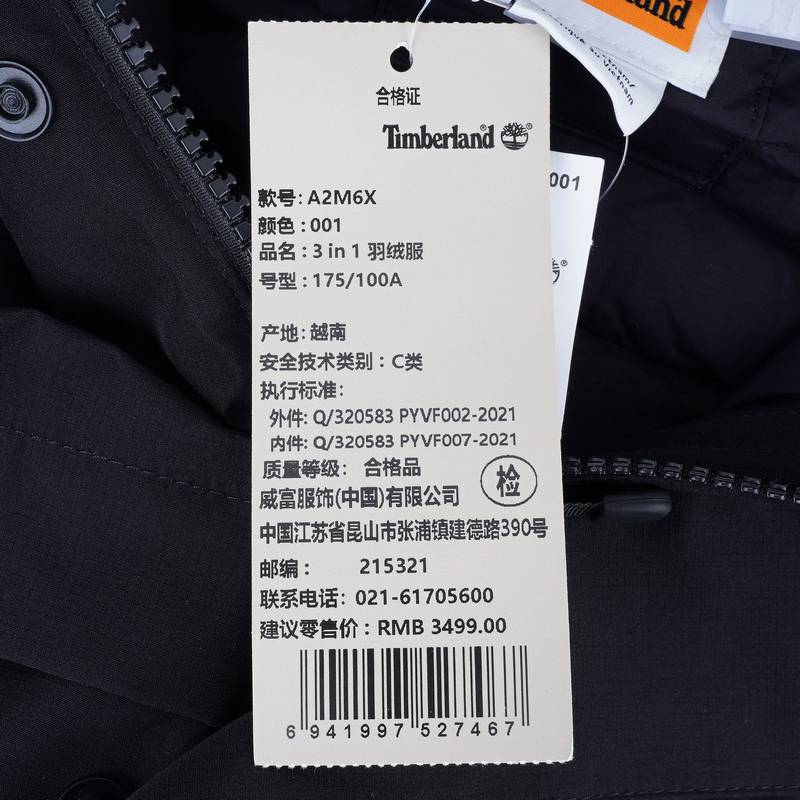 land
Vietnam/
Vietnam
合格证
Timberland®
001
款号: A2M6X
颜色: 001
品名: 3 in 1 羽绒服
号型: 175/100A
产地: 越南
安全技术类别: C类
执行标准:
外件: Q/320583 PYVF002-2021
内件: Q/320583 PYVF007-2021
质量等级: 合格品
检
威富服饰(中国)有限公司
中国江苏省昆山市张浦镇建德路390号
邮编: 215321
联系电话: 021-61705600
建议零售价: RMB 3499.00
6 941997 527467